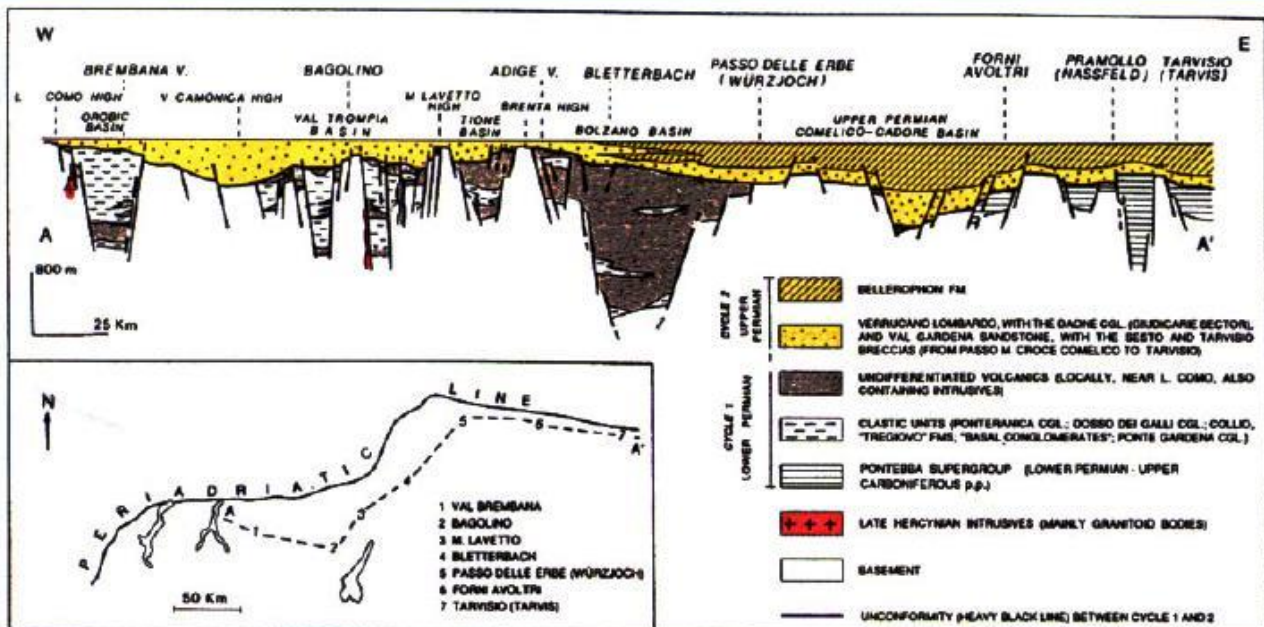 W
E
A
BREMBANA V.
BAGOLINO
ADIGE V.
BLETTERBACH
PASSO DELLE ERBE
(WÜRZJOCH)
FORNI
AVOLTRI
PRAMOLLO
(NASSFELD)
TARVISIO
(TARVIS)
L
COMO HIGH
V CAMONICA HIGH
M LAVETTO
HIGH
BRENTA HIGH
OROBIC
BASIN
VAL TROMPIA
BASIN
TIONE
BASIN
BOLZANO BASIN
UPPER PERMIAN
COMELICO-CADORE BASIN
A
A'
800 m
25 Km
CYCLE 2
UPPER
PERMIAN
CYCLE 1
LOWER PERMIAN
BELLEROPHON FM
VERRUCANO LOMBARDO, WITH THE DAONE CGL. (GIUDICARIE SECTOR),
AND VAL GARDENA SANDSTONE, WITH THE SESTO AND TARVISIO
BRECCIAS (FROM PASSO M. CROCE COMELICO TO TARVISIO)
UNDIFFERENTIATED VOLCANICS (LOCALLY, NEAR L. COMO, ALSO
CONTAINING INTRUSIVES)
CLASTIC UNITS (PONTERANICA CGL.; DOSSO DEI GALLI CGL.; COLLIO,
"TREGIOVO" FMS, "BASAL CONGLOMERATES"; PONTE GARDENA CGL.)
PONTEBBA SUPERGROUP (LOWER PERMIAN - UPPER
CARBONIFEROUS p.p.)
LATE HERCYNIAN INTRUSIVES (MAINLY GRANITOID BODIES)
BASEMENT
UNCONFORMITY (HEAVY BLACK LINE) BETWEEN CYCLE 1 AND 2
N
PERIADRIATIC LINE
A
1
2
3
4
5
6
7
A'
50 Km
1 VAL BREMBANA
2 BAGOLINO
3 M. LAVETTO
4 BLETTERBACH
5 PASSO DELLE ERBE (WÜRZJOCH)
6 FORNI AVOLTRI
7 TARVISIO (TARVIS)